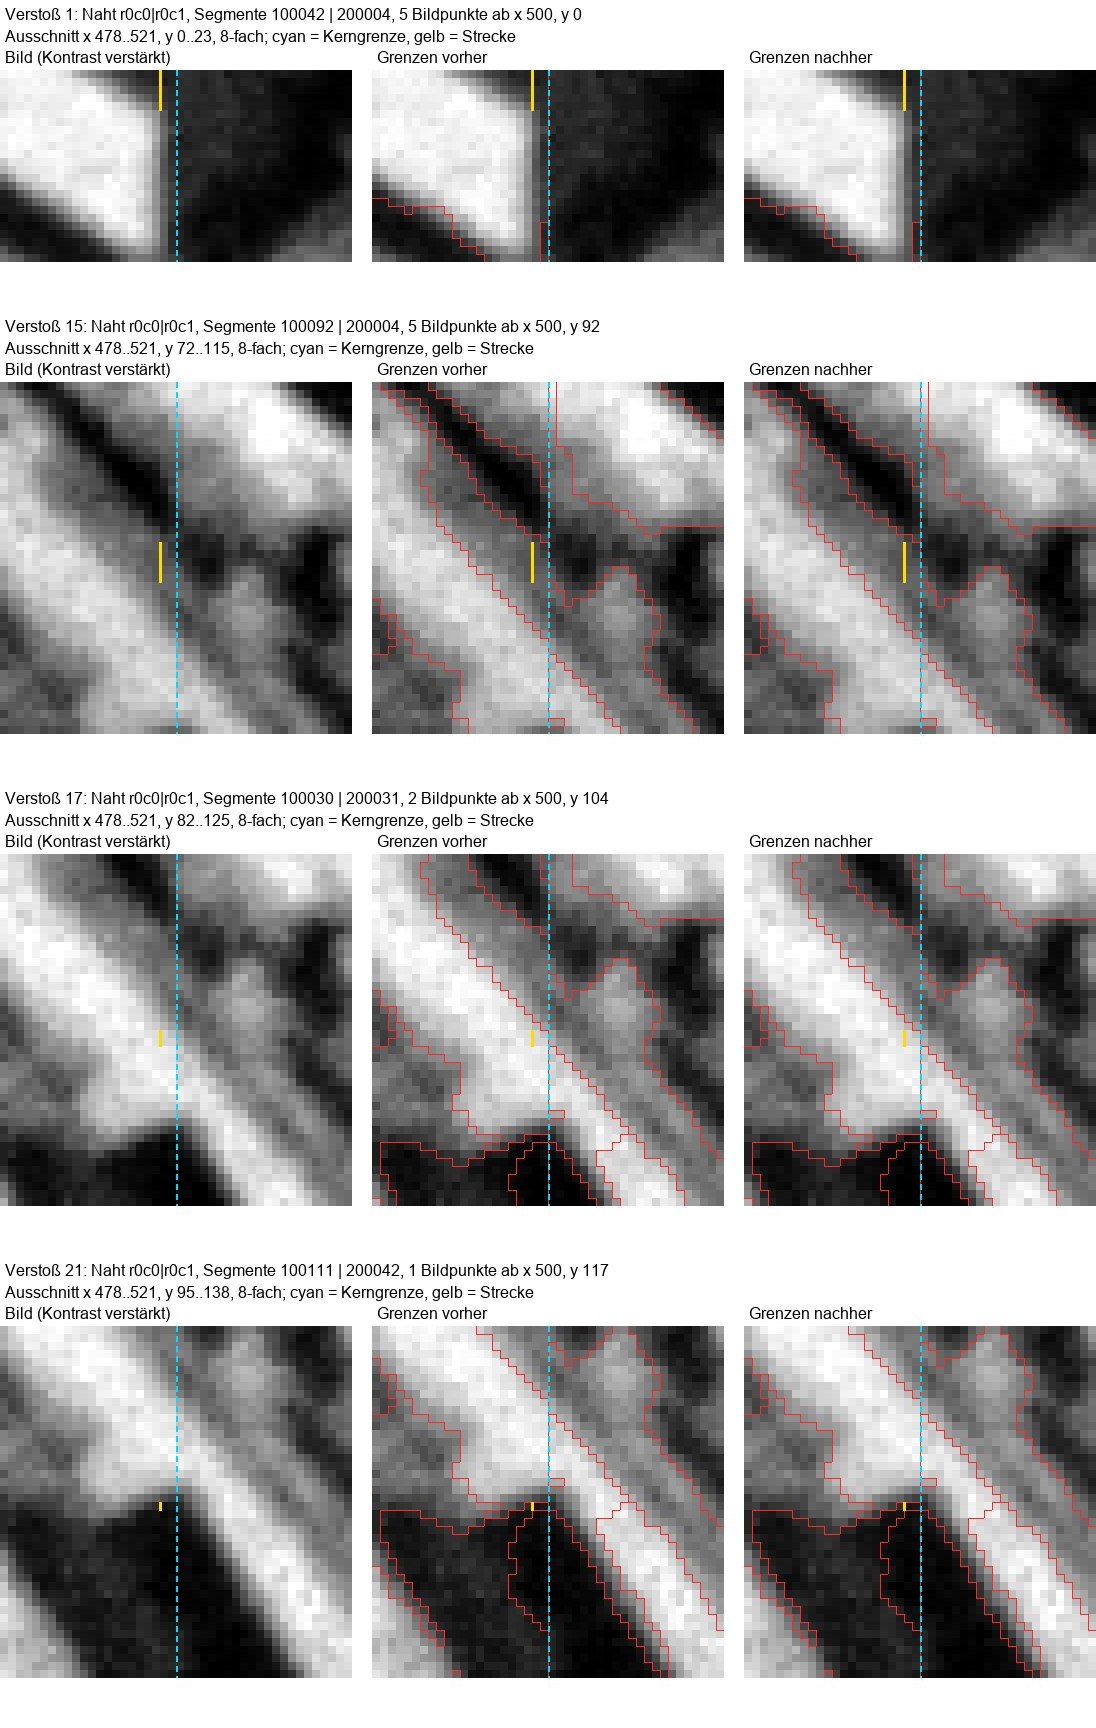 Verstoß 1: Naht r0c0|r0c1, Segmente 100042 | 200004, 5 Bildpunkte ab x 500, y 0
Ausschnitt x 478..521, y 0..23, 8-fach; cyan = Kerngrenze, gelb = Strecke
Bild (Kontrast verstärkt) Grenzen vorher Grenzen nachher
Verstoß 15: Naht r0c0|r0c1, Segmente 100092 | 200004, 5 Bildpunkte ab x 500, y 92
Ausschnitt x 478..521, y 72..115, 8-fach; cyan = Kerngrenze, gelb = Strecke
Bild (Kontrast verstärkt) Grenzen vorher Grenzen nachher
Verstoß 17: Naht r0c0|r0c1, Segmente 100030 | 200031, 2 Bildpunkte ab x 500, y 104
Ausschnitt x 478..521, y 82..125, 8-fach; cyan = Kerngrenze, gelb = Strecke
Bild (Kontrast verstärkt) Grenzen vorher Grenzen nachher
Verstoß 21: Naht r0c0|r0c1, Segmente 100111 | 200042, 1 Bildpunkte ab x 500, y 117
Ausschnitt x 478..521, y 95..138, 8-fach; cyan = Kerngrenze, gelb = Strecke
Bild (Kontrast verstärkt) Grenzen vorher Grenzen nachher